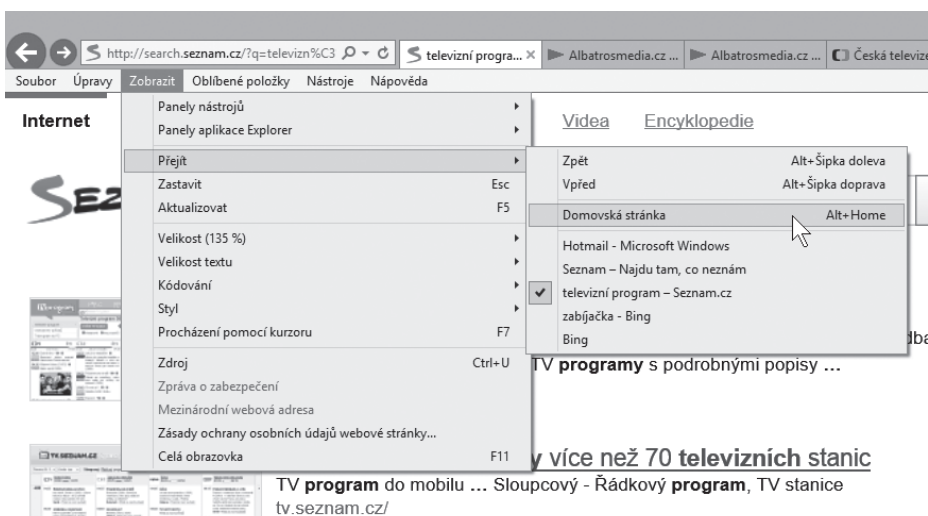 http://search.seznam.cz/?q=televizn%C3
televizní progra...
Albatrosmedia.cz ...
Albatrosmedia.cz ...
Česká televize
Soubor Úpravy Zobrazit Oblíbené položky Nástroje Nápověda
Internet
Videa Encyklopedie
Panely nástrojů
Panely aplikace Explorer
Přejít
Zastavit Esc
Aktualizovat F5
Velikost (135 %)
Velikost textu
Kódování
Styl
Procházení pomocí kurzoru F7
Zdroj Ctrl+U
Zpráva o zabezpečení
Mezinárodní webová adresa
Zásady ochrany osobních údajů webové stránky...
Celá obrazovka F11
Zpět Alt+Šipka doleva
Vpřed Alt+Šipka doprava
Domovská stránka Alt+Home
Hotmail - Microsoft Windows
Seznam – Najdu tam, co neznám
televizní program – Seznam.cz
zabíjačka - Bing
Bing
SEZ
TV programy s podrobnými popisy ...
TV.SEZNAM.CZ
y více než 70 televizních stanic
TV program do mobilu ... Sloupcový - Řádkový program, TV stanice
tv.seznam.cz/